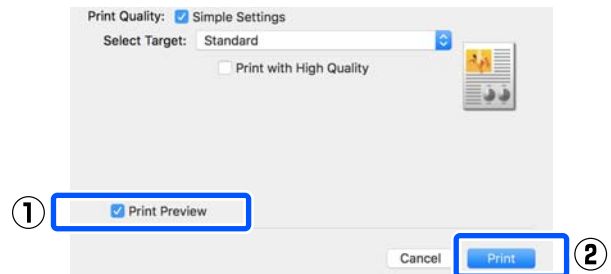 Print Quality: Simple Settings
Select Target: Standard
Print with High Quality
① Print Preview
Cancel Print ②